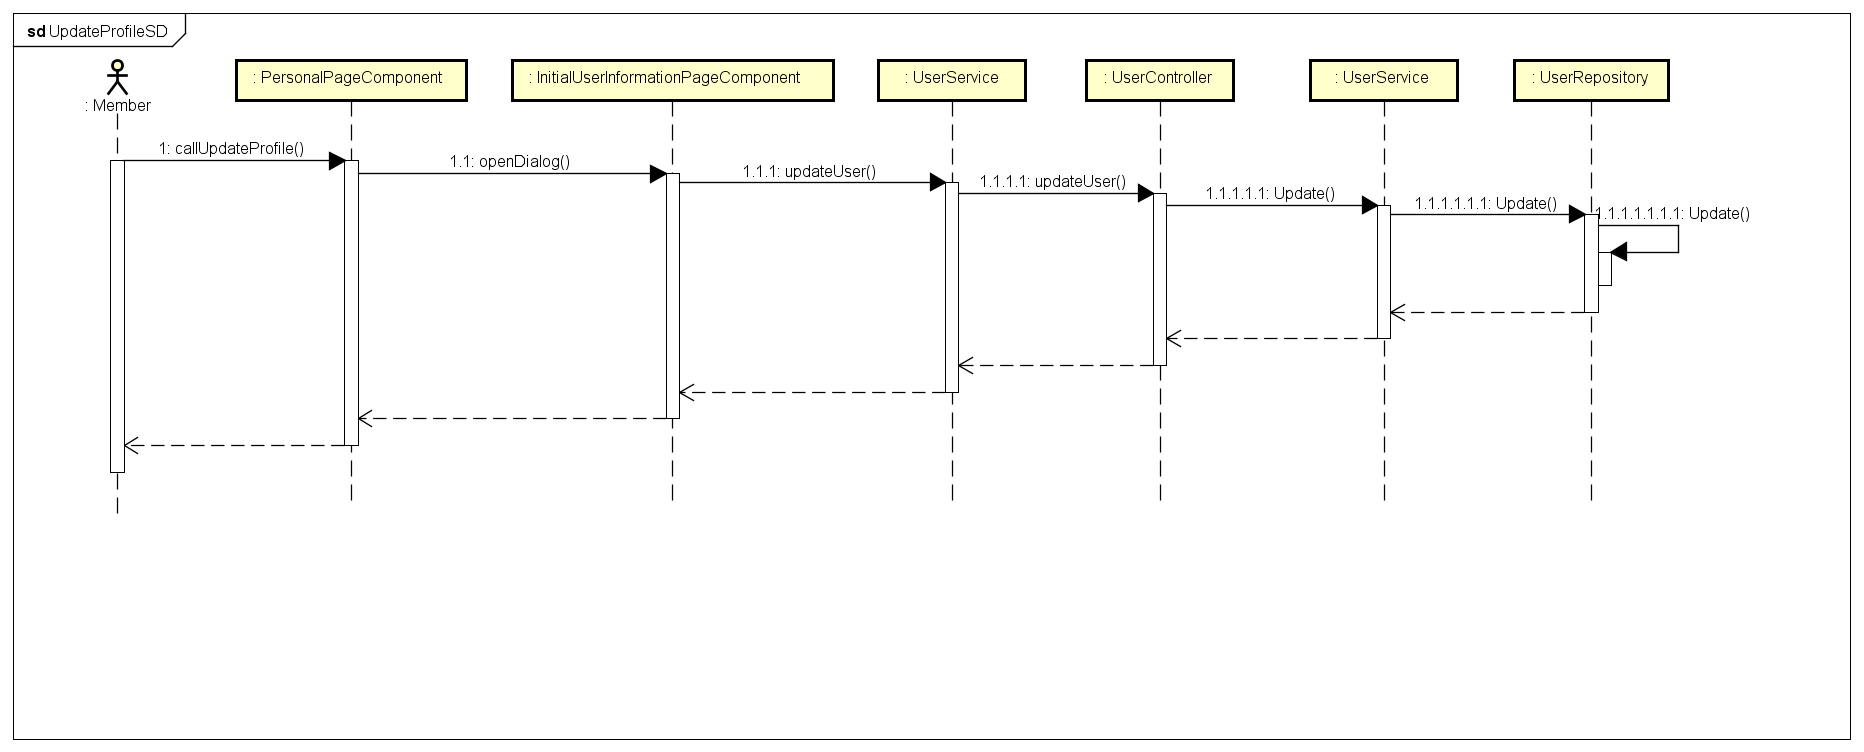 sd UpdateProfileSD
: Member
: PersonalPageComponent
: InitialUserInformationPageComponent
: UserService
: UserController
: UserService
: UserRepository
1: callUpdateProfile()
1.1: openDialog()
1.1.1: updateUser()
1.1.1.1: updateUser()
1.1.1.1.1: Update()
1.1.1.1.1.1: Update()
1.1.1.1.1.1.1: Update()